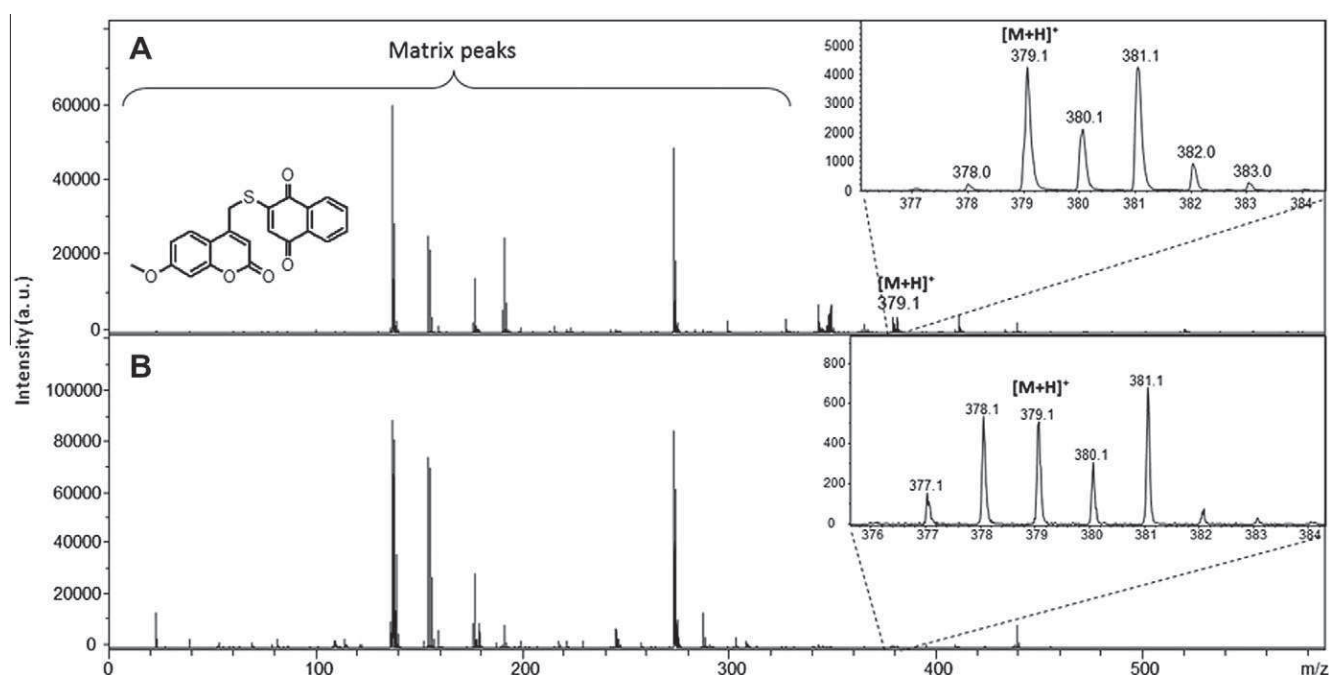 A
Matrix peaks
[M+H]+
379.1
381.1
380.1
378.0
382.0
383.0
5000
4000
3000
2000
1000
0
377 378 379 380 381 382 383 384
80000
60000
40000
20000
0
S
O
O
O
O
O
[M+H]+
379.1
Intensity (a. u.)
B
[M+H]+
381.1
378.1
379.1
380.1
377.1
800
600
400
200
0
376 377 378 379 380 381 382 383 384
100000
80000
60000
40000
20000
0
0 100 200 300 400 500 m/z